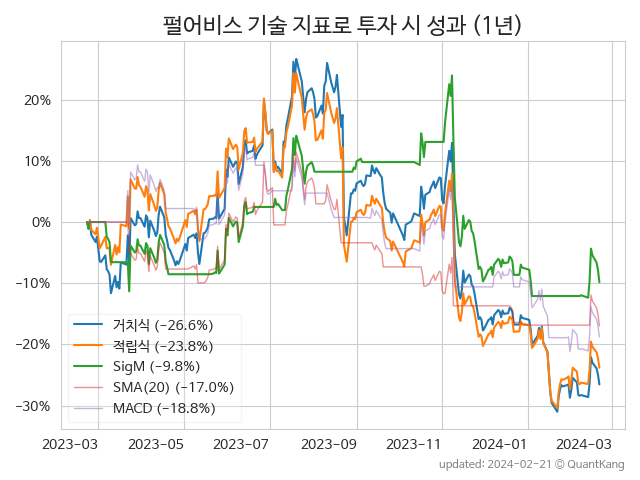 펄어비스 기술 지표로 투자 시 성과 (1년)
20%
10%
0%
−10%
−20%
−30%
거치식 (−26.6%)
적립식 (−23.8%)
SigM (−9.8%)
SMA(20) (−17.0%)
MACD (−18.8%)
2023−03 2023−05 2023−07 2023−09 2023−11 2024−01 2024−03
updated: 2024−02−21 © QuantKang